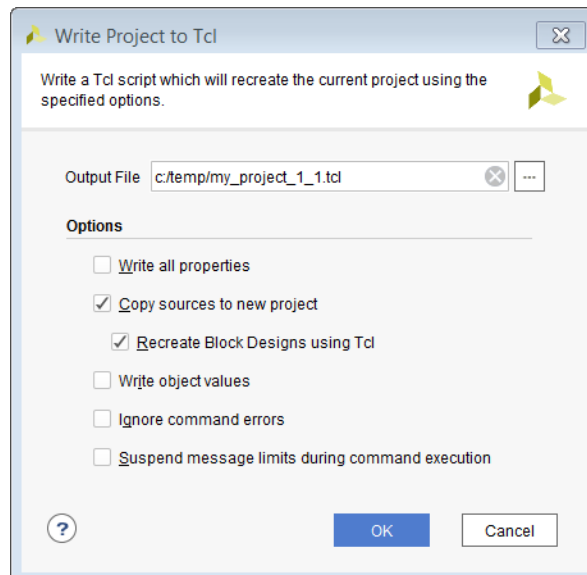 Write Project to Tcl
Write a Tcl script which will recreate the current project using the
specified options.
Output File c:/temp/my_project_1_1.tcl ...
Options
Write all properties
Copy sources to new project
Recreate Block Designs using Tcl
Write object values
Ignore command errors
Suspend message limits during command execution
? OK Cancel